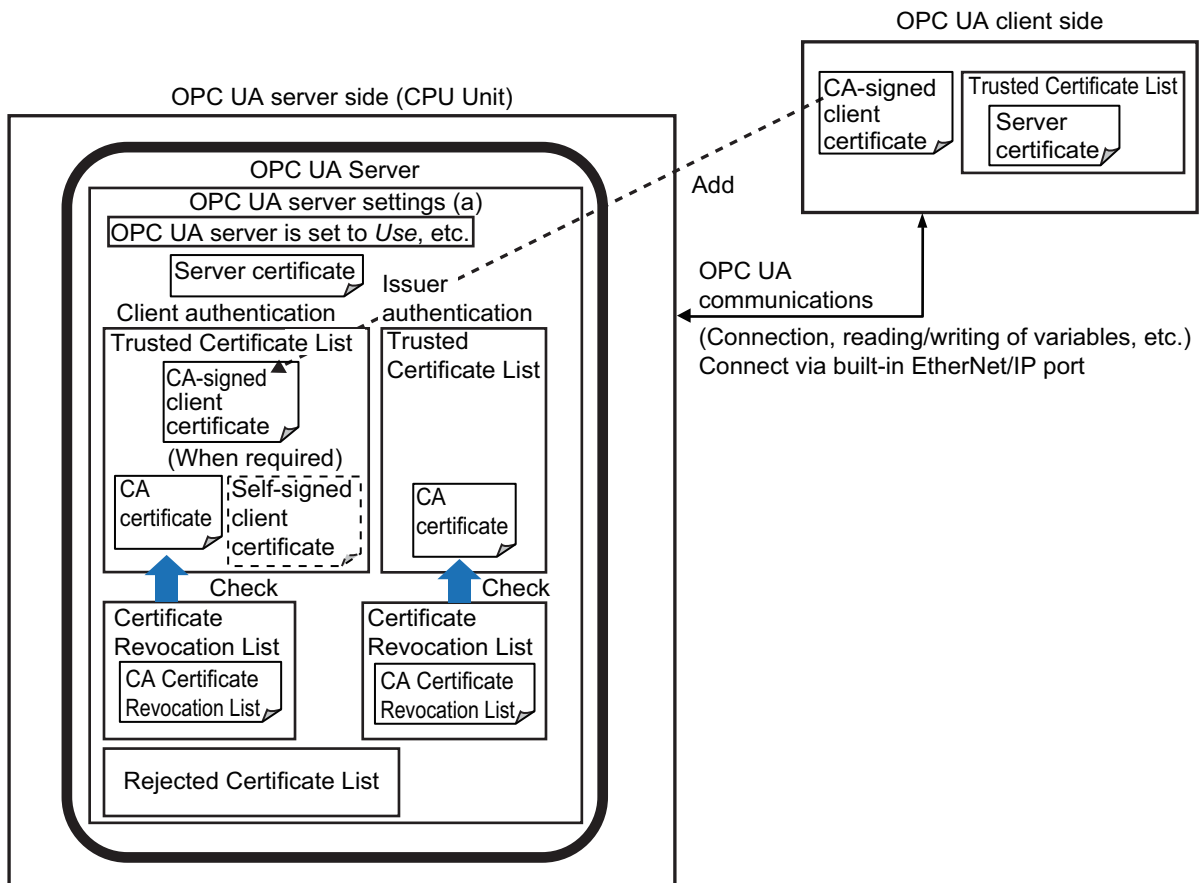 OPC UA client side
CA-signed
client
certificate
Trusted Certificate List
Server
certificate
OPC UA server side (CPU Unit)
OPC UA Server
OPC UA server settings (a)
OPC UA server is set to Use, etc.
Server certificate
Add
OPC UA
communications
(Connection, reading/writing of variables, etc.)
Connect via built-in EtherNet/IP port
Client authentication
Trusted Certificate List
CA-signed
client
certificate
(When required)
CA
certificate
Self-signed
client
certificate
Issuer
authentication
Trusted
Certificate List
CA
certificate
Check
Check
Certificate
Revocation List
CA Certificate
Revocation List
Certificate
Revocation List
CA Certificate
Revocation List
Rejected Certificate List